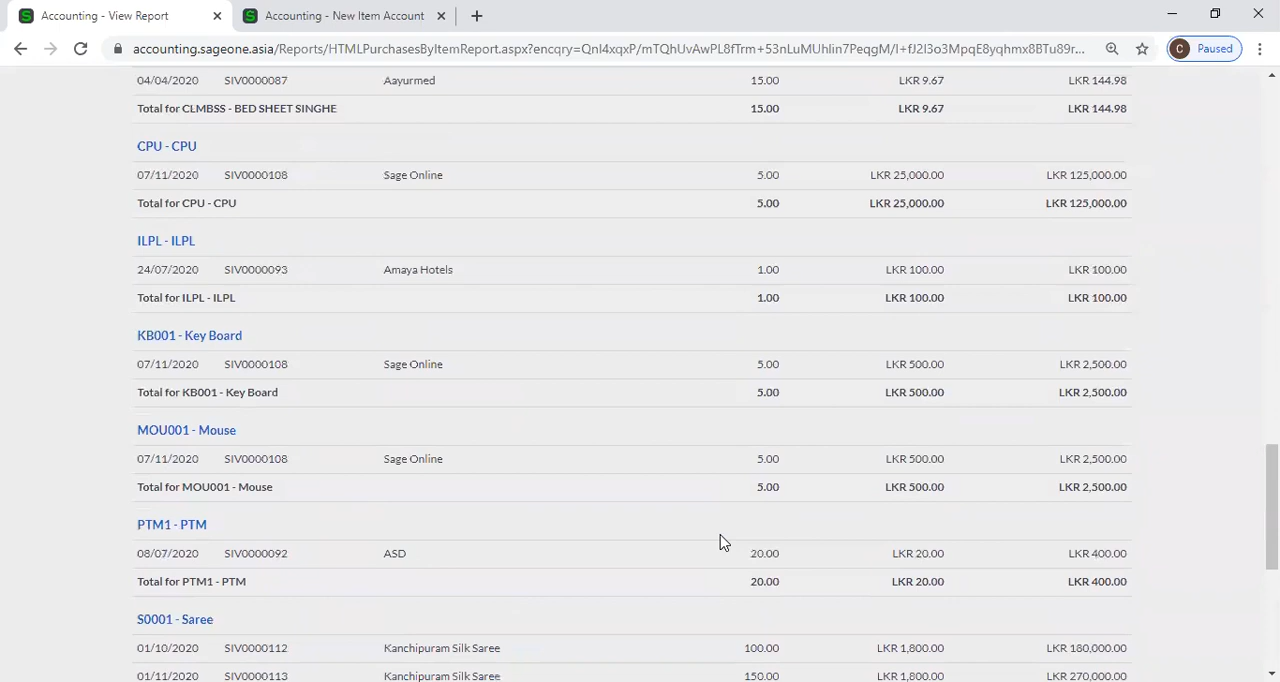 Accounting - View Report
Accounting - New Item Account
accounting.sageone.asia/Reports/HTMLPurchasesByItemReport.aspx?encqry=QnI4xqxP/mTQhUvAwPL8fTrm+53nLuMUhlin7PeqgM/I+fJ2l3o3MpqE8yqhmx8BTu89r...
C Paused
04/04/2020 SIV0000087 Aayurmed 15.00 LKR 9.67 LKR 144.98
Total for CLMBSS - BED SHEET SINGHE 15.00 LKR 9.67 LKR 144.98
CPU - CPU
07/11/2020 SIV0000108 Sage Online 5.00 LKR 25,000.00 LKR 125,000.00
Total for CPU - CPU 5.00 LKR 25,000.00 LKR 125,000.00
ILPL - ILPL
24/07/2020 SIV0000093 Amaya Hotels 1.00 LKR 100.00 LKR 100.00
Total for ILPL - ILPL 1.00 LKR 100.00 LKR 100.00
KB001 - Key Board
07/11/2020 SIV0000108 Sage Online 5.00 LKR 500.00 LKR 2,500.00
Total for KB001 - Key Board 5.00 LKR 500.00 LKR 2,500.00
MOU001 - Mouse
07/11/2020 SIV0000108 Sage Online 5.00 LKR 500.00 LKR 2,500.00
Total for MOU001 - Mouse 5.00 LKR 500.00 LKR 2,500.00
PTM1 - PTM
08/07/2020 SIV0000092 ASD 20.00 LKR 20.00 LKR 400.00
Total for PTM1 - PTM 20.00 LKR 20.00 LKR 400.00
S0001 - Saree
01/10/2020 SIV0000112 Kanchipuram Silk Saree 100.00 LKR 1,800.00 LKR 180,000.00
01/11/2020 SIV0000113 Kanchipuram Silk Saree 150.00 LKR 1,800.00 LKR 270,000.00